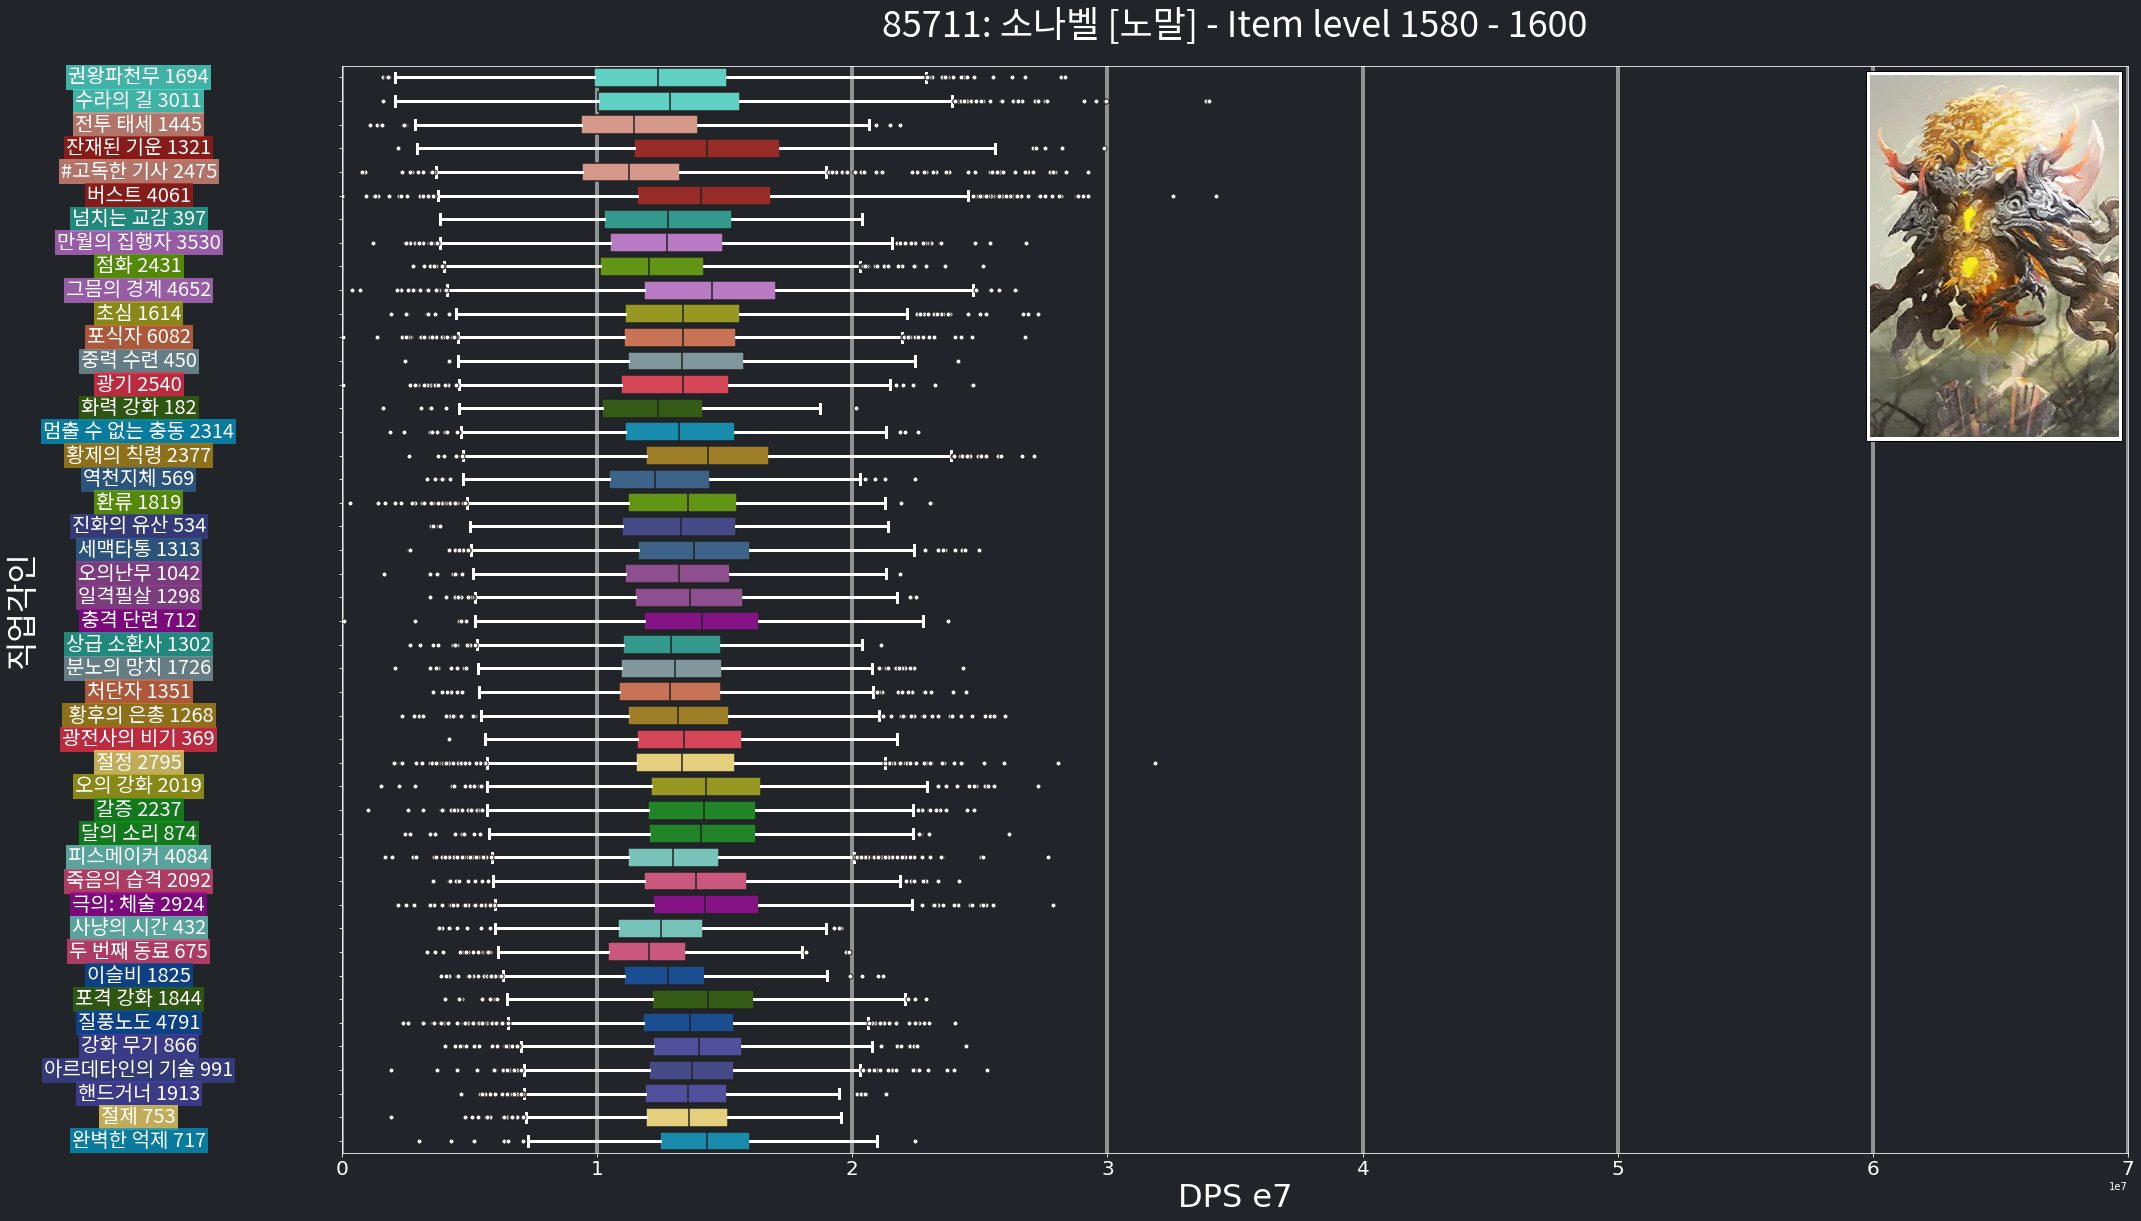 85711: 소나벨 [노말] - Item level 1580 - 1600
직업각인
권왕파천무 1694
수라의 길 3011
전투 태세 1445
잔재된 기운 1321
#고독한 기사 2475
버스트 4061
넘치는 교감 397
만월의 집행자 3530
점화 2431
그믐의 경계 4652
초심 1614
포식자 6082
중력 수련 450
광기 2540
화력 강화 182
멈출 수 없는 충동 2314
황제의 칙령 2377
역천지체 569
환류 1819
진화의 유산 534
세맥타통 1313
오의난무 1042
일격필살 1298
충격 단련 712
상급 소환사 1302
분노의 망치 1726
처단자 1351
황후의 은총 1268
광전사의 비기 369
절정 2795
오의 강화 2019
갈증 2237
달의 소리 874
피스메이커 4084
죽음의 습격 2092
극의: 체술 2924
사냥의 시간 432
두 번째 동료 675
이슬비 1825
포격 강화 1844
질풍노도 4791
강화 무기 866
아르데타인의 기술 991
핸드거너 1913
절제 753
완벽한 억제 717
0 1 2 3 4 5 6 7
1e7
DPS e7